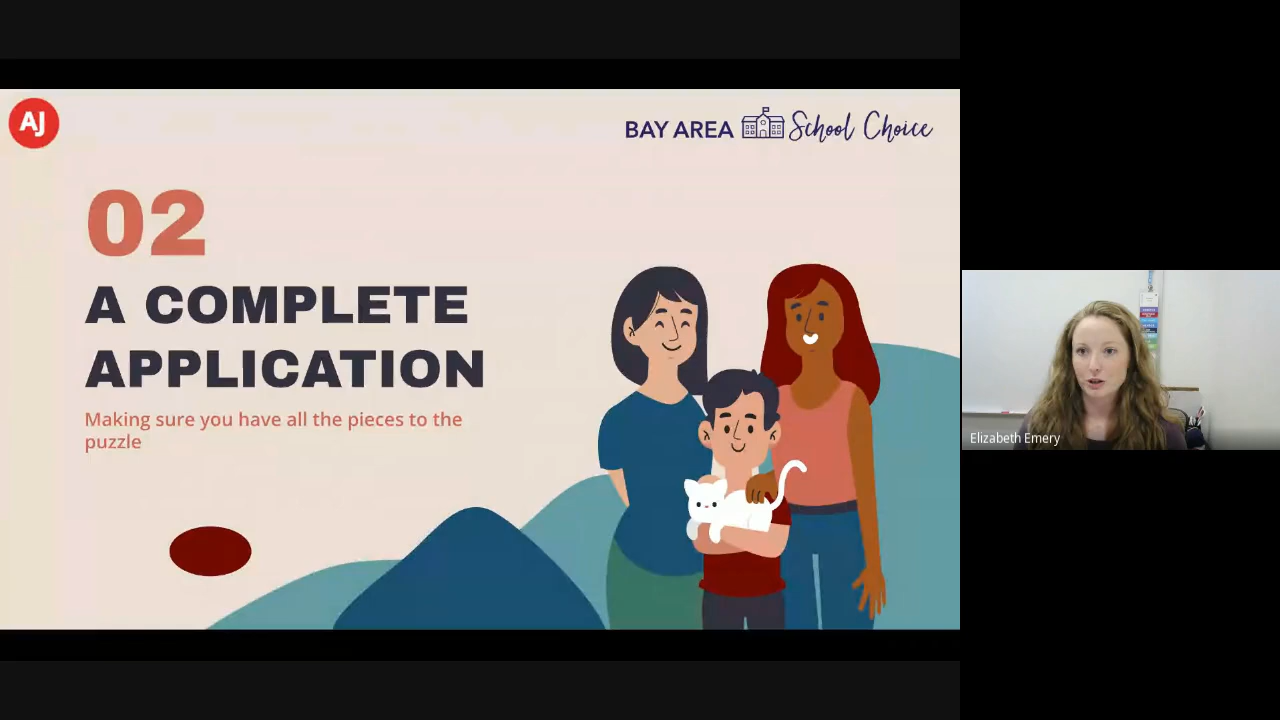 AJ
BAY AREA School Choice
02
A COMPLETE
APPLICATION
Making sure you have all the pieces to the
puzzle
Elizabeth Emery